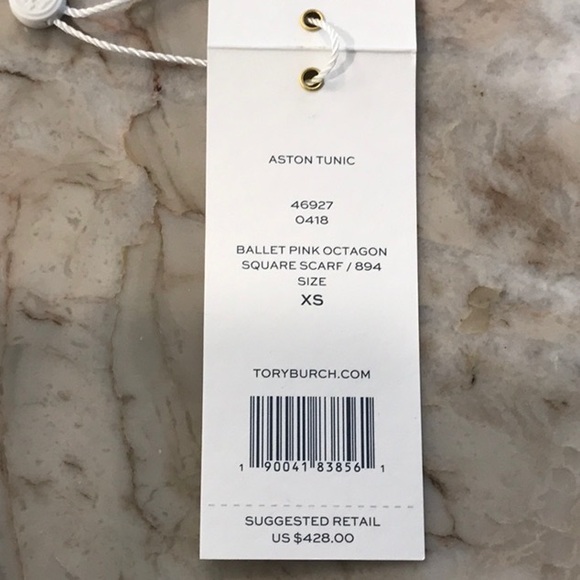 ASTON TUNIC
46927
0418
BALLET PINK OCTAGON
SQUARE SCARF / 894
SIZE
XS
TORYBURCH.COM
1 90041 83856 1
SUGGESTED RETAIL
US $428.00